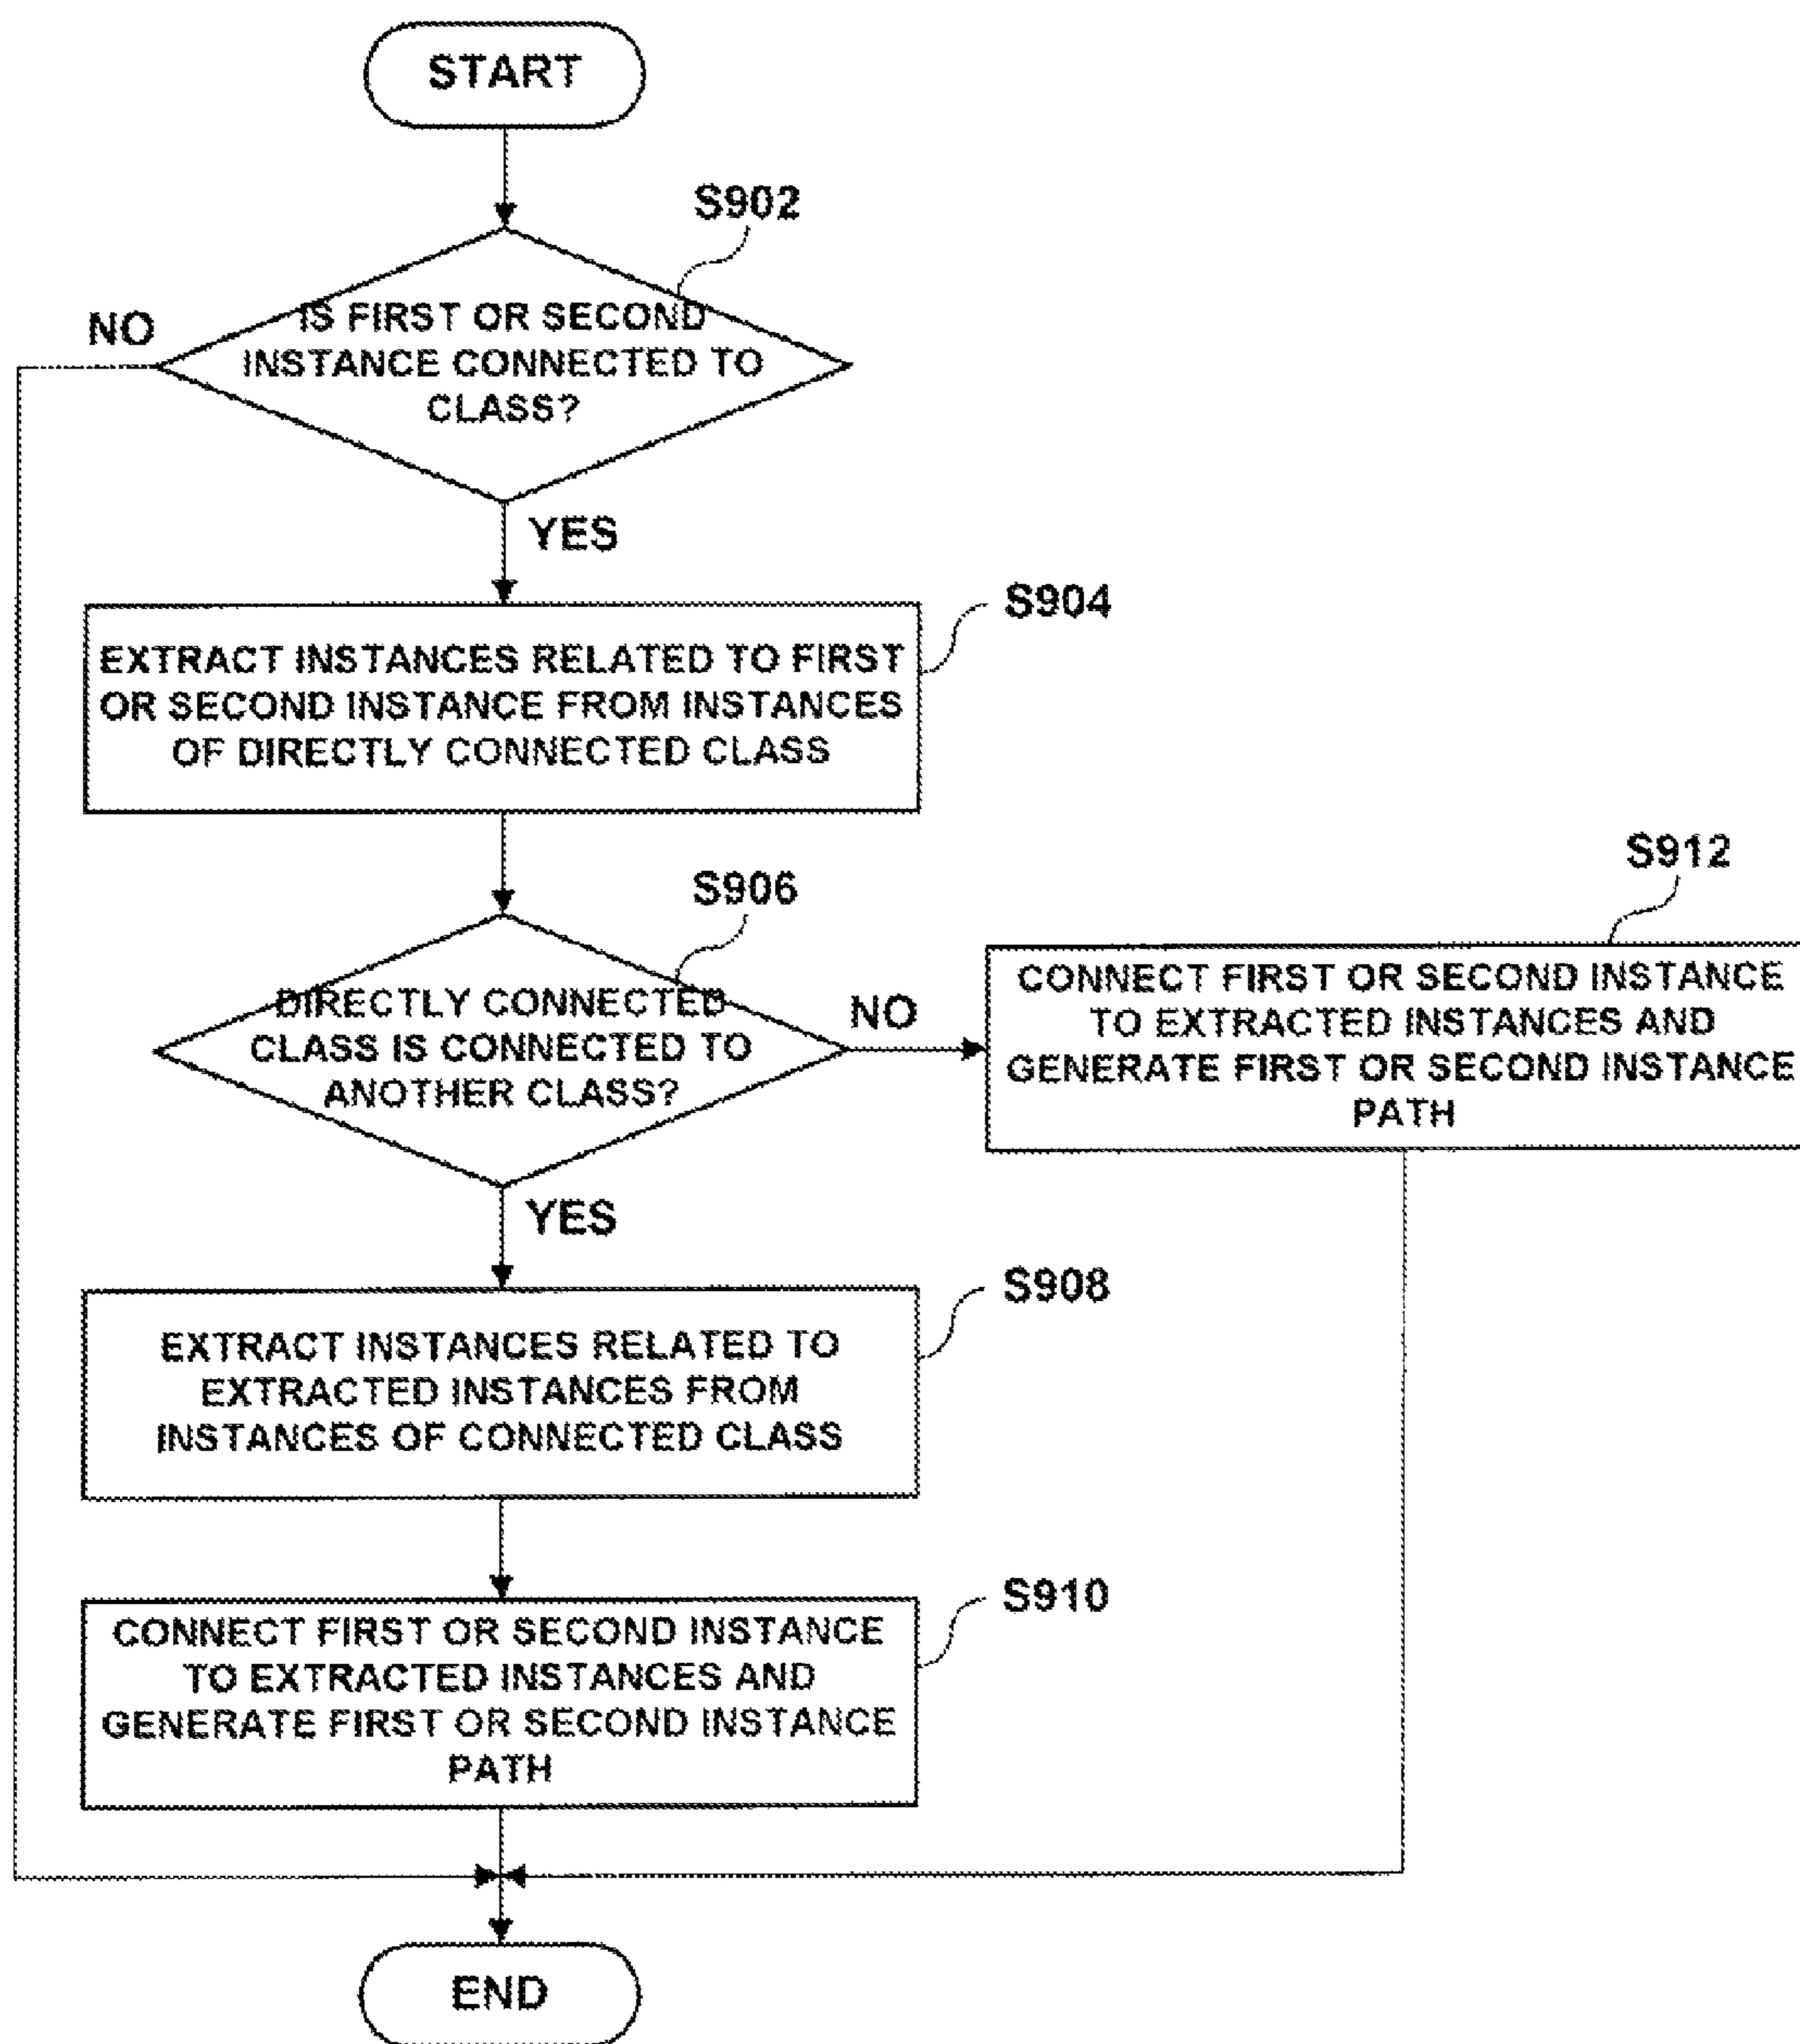 START
S902
NO
IS FIRST OR SECOND
INSTANCE CONNECTED TO
CLASS?
YES
S904
EXTRACT INSTANCES RELATED TO FIRST
OR SECOND INSTANCE FROM INSTANCES
OF DIRECTLY CONNECTED CLASS
S906
DIRECTLY CONNECTED
CLASS IS CONNECTED TO
ANOTHER CLASS?
NO
S912
CONNECT FIRST OR SECOND INSTANCE
TO EXTRACTED INSTANCES AND
GENERATE FIRST OR SECOND INSTANCE
PATH
YES
S908
EXTRACT INSTANCES RELATED TO
EXTRACTED INSTANCES FROM
INSTANCES OF CONNECTED CLASS
S910
CONNECT FIRST OR SECOND INSTANCE
TO EXTRACTED INSTANCES AND
GENERATE FIRST OR SECOND INSTANCE
PATH
END